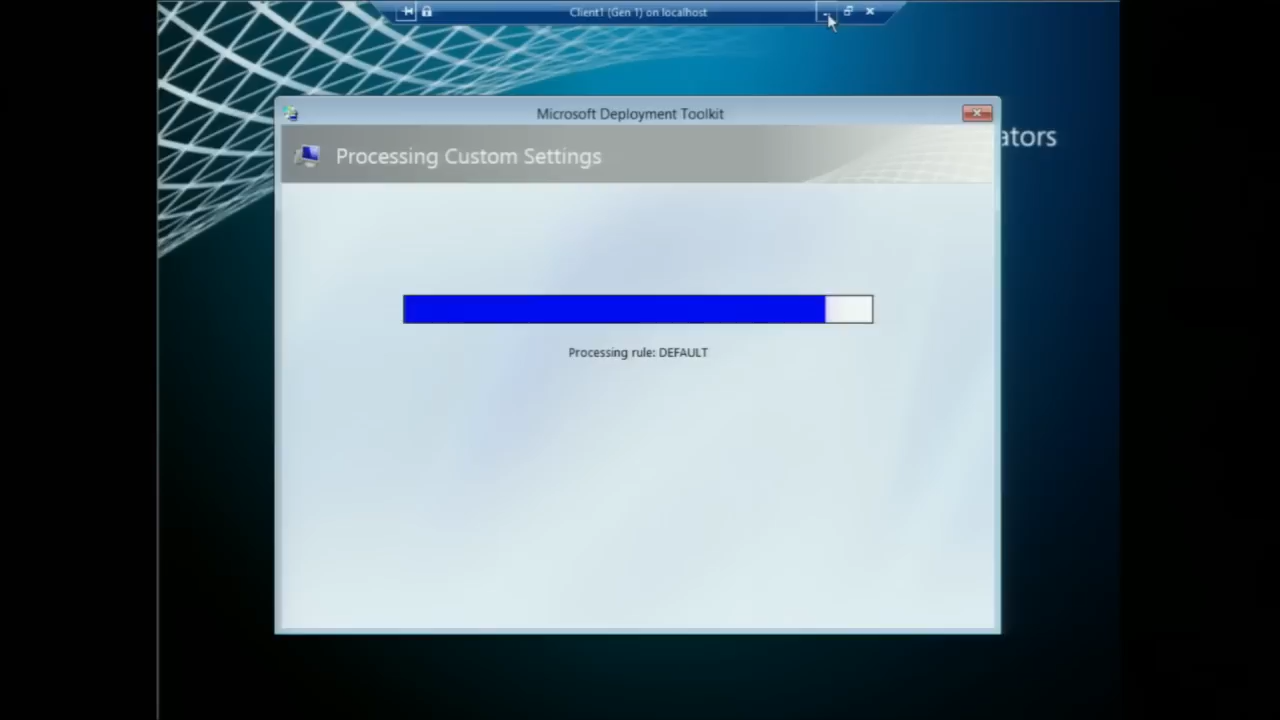 Client1 (Gen 1) on localhost
Microsoft Deployment Toolkit
ators
Processing Custom Settings
Processing rule: DEFAULT